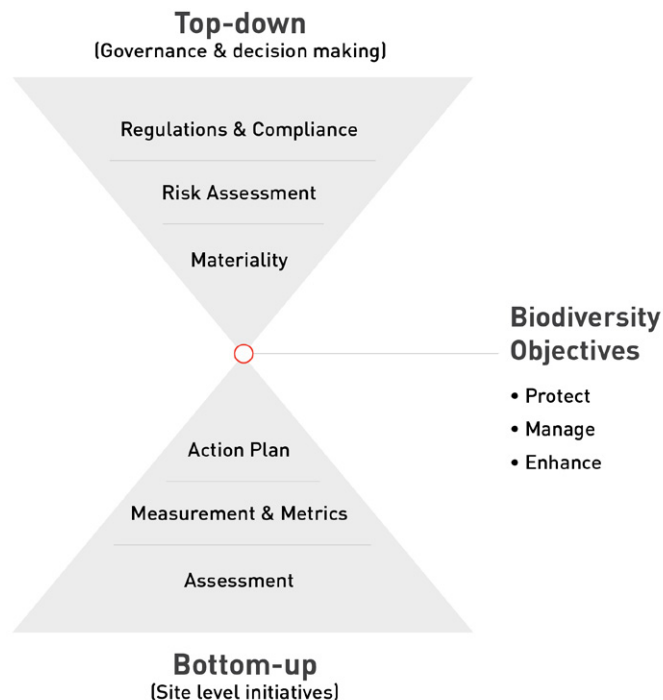 Top-down
(Governance & decision making)
Regulations & Compliance
Risk Assessment
Materiality
Biodiversity
Objectives
• Protect
• Manage
• Enhance
Action Plan
Measurement & Metrics
Assessment
Bottom-up
(Site level initiatives)